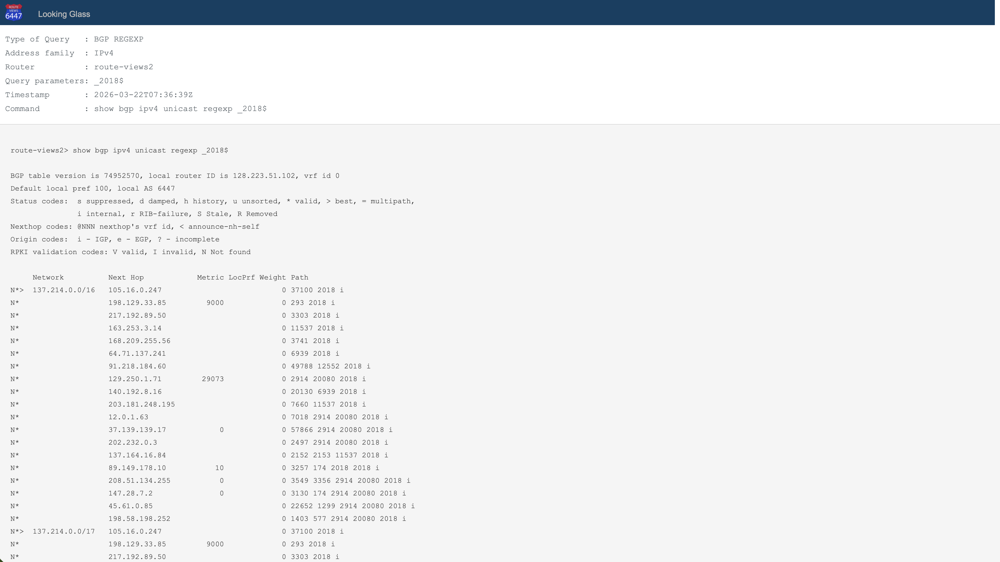 ROUTE
VIEWS
6447
Looking Glass
Type of Query   : BGP REGEXP
Address family  : IPv4
Router          : route-views2
Query parameters: _2018$
Timestamp       : 2026-03-22T07:36:39Z
Command         : show bgp ipv4 unicast regexp _2018$
route-views2> show bgp ipv4 unicast regexp _2018$
BGP table version is 74952570, local router ID is 128.223.51.102, vrf id 0
Default local pref 100, local AS 6447
Status codes:  s suppressed, d damped, h history, u unsorted, * valid, > best, = multipath,
               i internal, r RIB-failure, S Stale, R Removed
Nexthop codes: @NNN nexthop's vrf id, < announce-nh-self
Origin codes:  i - IGP, e - EGP, ? - incomplete
RPKI validation codes: V valid, I invalid, N Not found
     Network          Next Hop            Metric LocPrf Weight Path
N*>  137.214.0.0/16   105.16.0.247                           0 37100 2018 i
N*                    198.129.33.85         9000             0 293 2018 i
N*                    217.192.89.50                          0 3303 2018 i
N*                    163.253.3.14                           0 11537 2018 i
N*                    168.209.255.56                         0 3741 2018 i
N*                    64.71.137.241                          0 6939 2018 i
N*                    91.218.184.60                          0 49788 12552 2018 i
N*                    129.250.1.71         29073             0 2914 20080 2018 i
N*                    140.192.8.16                           0 20130 6939 2018 i
N*                    203.181.248.195                        0 7660 11537 2018 i
N*                    12.0.1.63                              0 7018 2914 20080 2018 i
N*                    37.139.139.17            0             0 57866 2914 20080 2018 i
N*                    202.232.0.3                            0 2497 2914 20080 2018 i
N*                    137.164.16.84                          0 2152 2153 11537 2018 i
N*                    89.149.178.10           10             0 3257 174 2018 2018 i
N*                    208.51.134.255           0             0 3549 3356 2914 20080 2018 i
N*                    147.28.7.2               0             0 3130 174 2914 20080 2018 i
N*                    45.61.0.85                             0 22652 1299 2914 20080 2018 i
N*                    198.58.198.252                         0 1403 577 2914 20080 2018 i
N*>  137.214.0.0/17   105.16.0.247                           0 37100 2018 i
N*                    198.129.33.85         9000             0 293 2018 i
N*                    217.192.89.50                          0 3303 2018 i